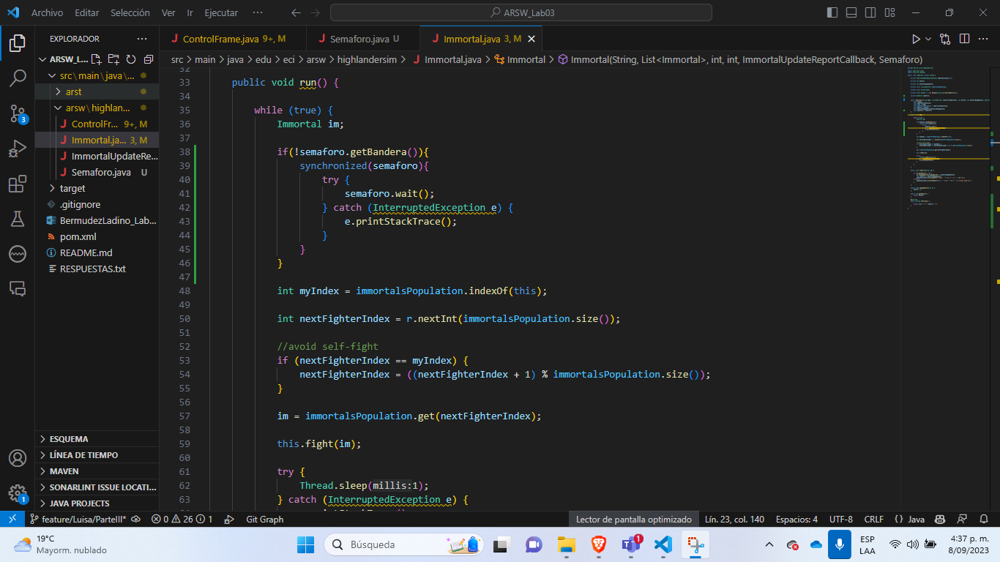 Archivo Editar Selección Ver Ir Ejecutar ··· ARSW_Lab03
EXPLORADOR ···
ARSW_L...
src\main\java\...
arst
arsw\highlan...
ControlFr... 9+, M
Immortal.ja... 3, M
ImmortalUpdateRe...
Semaforo.java U
target
.gitignore
BermudezLadino_Lab...
pom.xml
README.md
RESPUESTAS.txt
ESQUEMA
LÍNEA DE TIEMPO
MAVEN
SONARLINT ISSUE LOCATI...
JAVA PROJECTS
ControlFrame.java 9+, M Semaforo.java U Immortal.java 3, M
src > main > java > edu > eci > arsw > highlandersim > Immortal.java > Immortal > Immortal(String, List<Immortal>, int, int, ImmortalUpdateReportCallback, Semaforo)
32
33 public void run() {
34
35 while (true) {
36 Immortal im;
37
38 if(!semaforo.getBandera()){
39 synchronized(semaforo){
40 try {
41 semaforo.wait();
42 } catch (InterruptedException e) {
43 e.printStackTrace();
44 }
45 }
46 }
47
48 int myIndex = immortalsPopulation.indexOf(this);
49
50 int nextFighterIndex = r.nextInt(immortalsPopulation.size());
51
52 //avoid self-fight
53 if (nextFighterIndex == myIndex) {
54 nextFighterIndex = ((nextFighterIndex + 1) % immortalsPopulation.size());
55 }
56
57 im = immortalsPopulation.get(nextFighterIndex);
58
59 this.fight(im);
60
61 try {
62 Thread.sleep(millis:1);
63 } catch (InterruptedException e) {
3
1
feature/Luisa/ParteIII* 0 26 1 Git Graph Lector de pantalla optimizado Lín. 23, col. 140 Espacios: 4 UTF-8 CRLF {} Java
19°C
Mayorm. nublado
Búsqueda
1
ESP
LAA
4:37 p. m.
8/09/2023